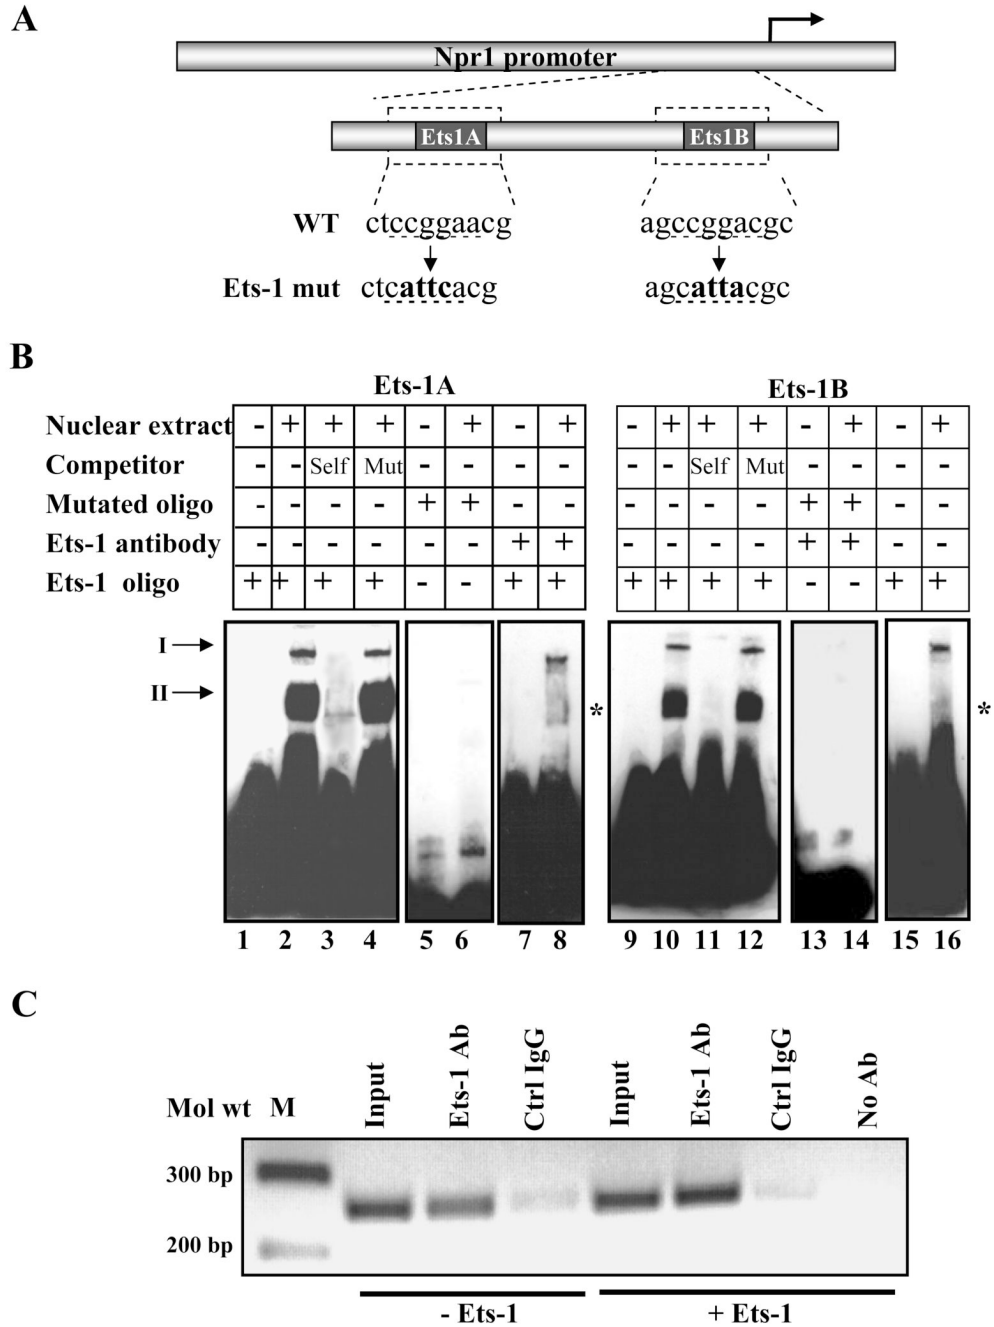 A
Npr1 promoter
Ets1A Ets1B
WT ctccggaacg agccggacgc
Ets-1 mut ctcattcacg agcattacgc
B
Ets-1A Ets-1B
Nuclear extract - + + + - + - + - + + + - + - +
Competitor - - Self Mut - - - - - - Self Mut - - - -
Mutated oligo - - - - + + - - - - - - + + - -
Ets-1 antibody - - - - - - + + - - - - + + - -
Ets-1 oligo + + + + - - + + + + + + - - + +
I
II
* *
1 2 3 4 5 6 7 8 9 10 11 12 13 14 15 16
C
Mol wt M Input Ets-1 Ab Ctrl IgG Input Ets-1 Ab Ctrl IgG No Ab
300 bp
200 bp
- Ets-1 + Ets-1